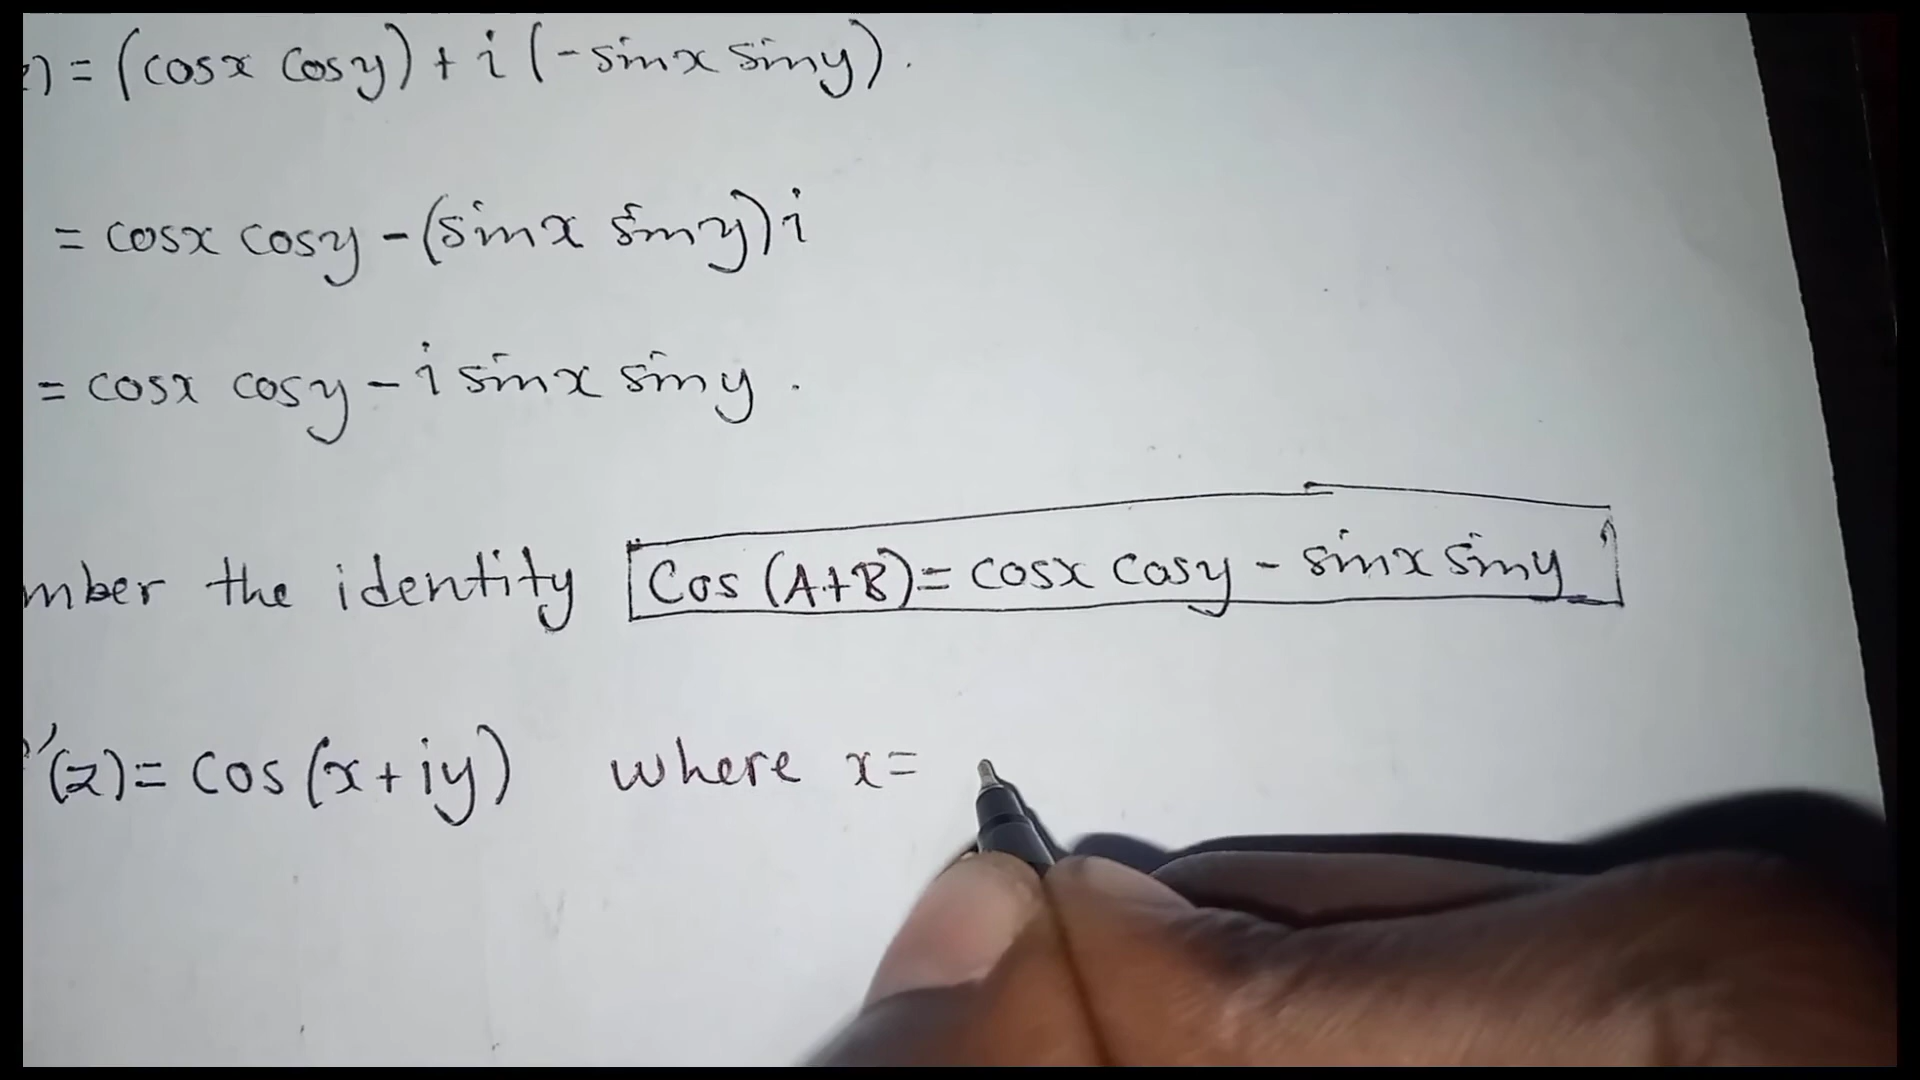 ) = (cosx cosy) + i (-sinx siny).
= cosx cosy - (sinx siny) i
= cosx cosy - i sinx siny.
mber the identity Cos (A+B) = cosx cosy - sinx siny
'(z) = cos (x + iy) where x =